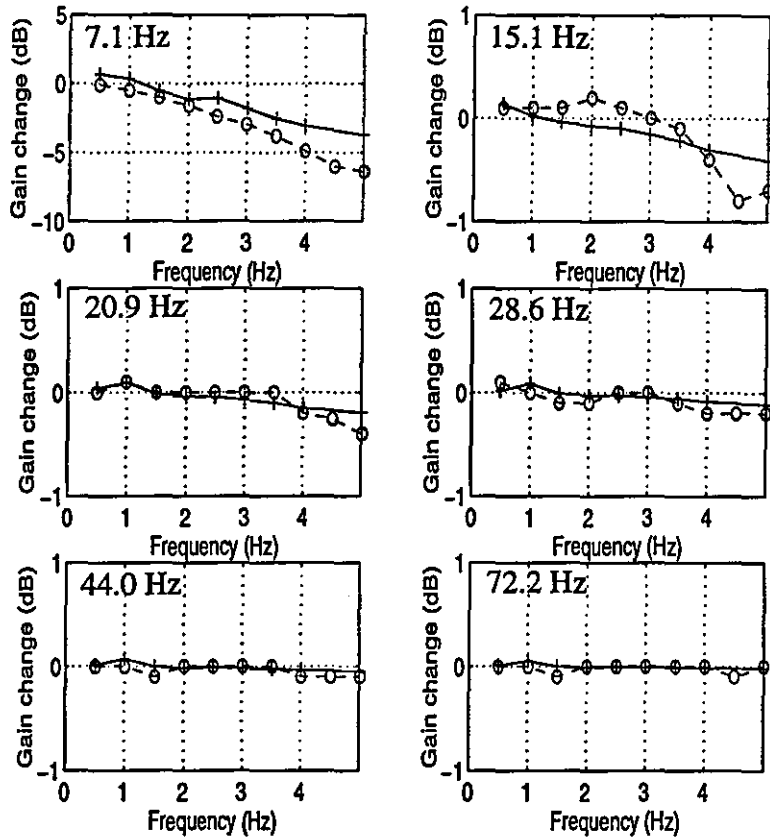 Gain change (dB)
5
0
−5
−10
7.1 Hz
0 1 2 3 4
Frequency (Hz)
Gain change (dB)
1
0
−1
15.1 Hz
0 1 2 3 4
Frequency (Hz)
Gain change (dB)
1
0
−1
20.9 Hz
0 1 2 3 4
Frequency (Hz)
Gain change (dB)
1
0
−1
28.6 Hz
0 1 2 3 4
Frequency (Hz)
Gain change (dB)
1
0
−1
44.0 Hz
0 1 2 3 4
Frequency (Hz)
Gain change (dB)
1
0
−1
72.2 Hz
0 1 2 3 4
Frequency (Hz)